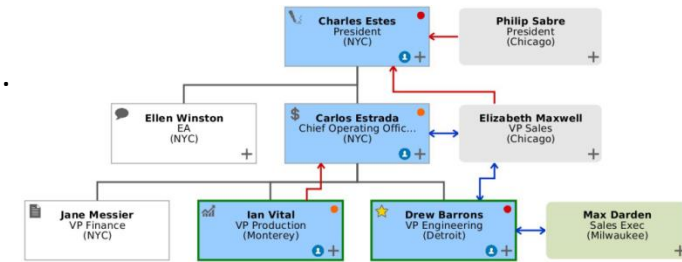 Charles Estes
President
(NYC)
Philip Sabre
President
(Chicago)
Ellen Winston
EA
(NYC)
$
Carlos Estrada
Chief Operating Offic...
(NYC)
Elizabeth Maxwell
VP Sales
(Chicago)
Jane Messier
VP Finance
(NYC)
Ian Vital
VP Production
(Monterey)
Drew Barrons
VP Engineering
(Detroit)
Max Darden
Sales Exec
(Milwaukee)